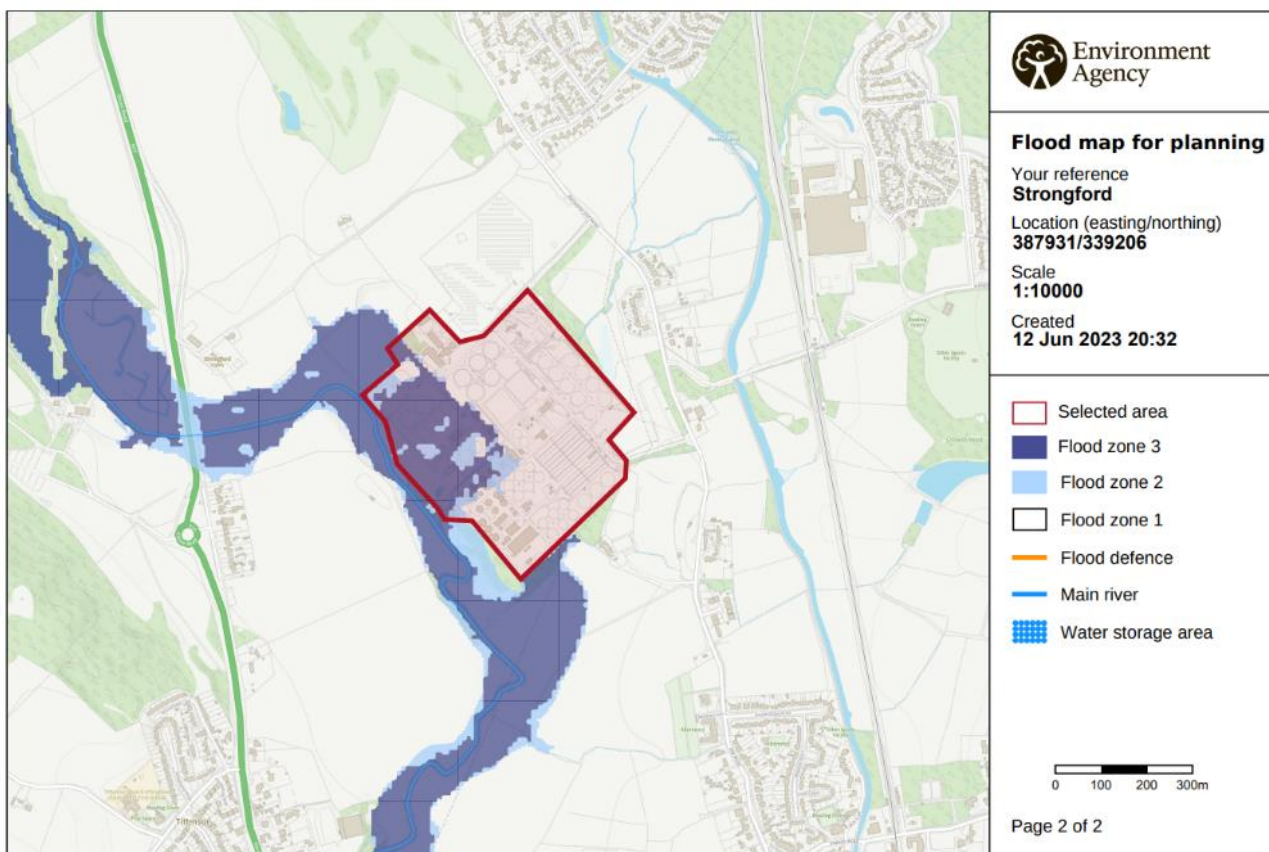 Environment
Agency
Flood map for planning
Your reference
Strongford
Location (easting/northing)
387931/339206
Scale
1:10000
Created
12 Jun 2023 20:32
Selected area
Flood zone 3
Flood zone 2
Flood zone 1
Flood defence
Main river
Water storage area
0 100 200 300m
Page 2 of 2
Tittensor